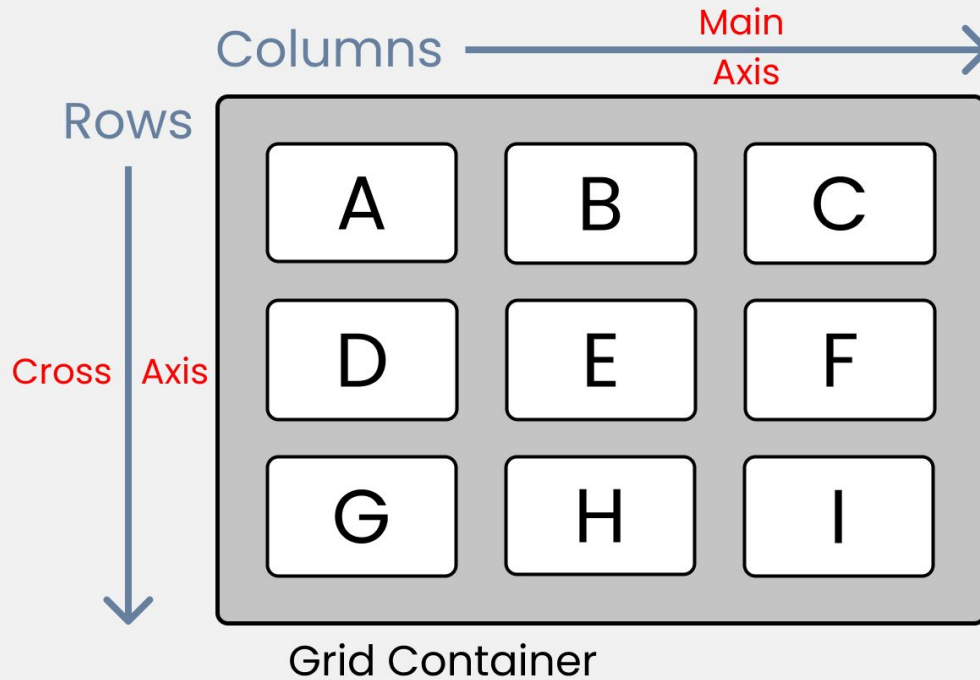 Main
Columns
Axis
Rows
A B C
D E F
Cross Axis
G H I
Grid Container